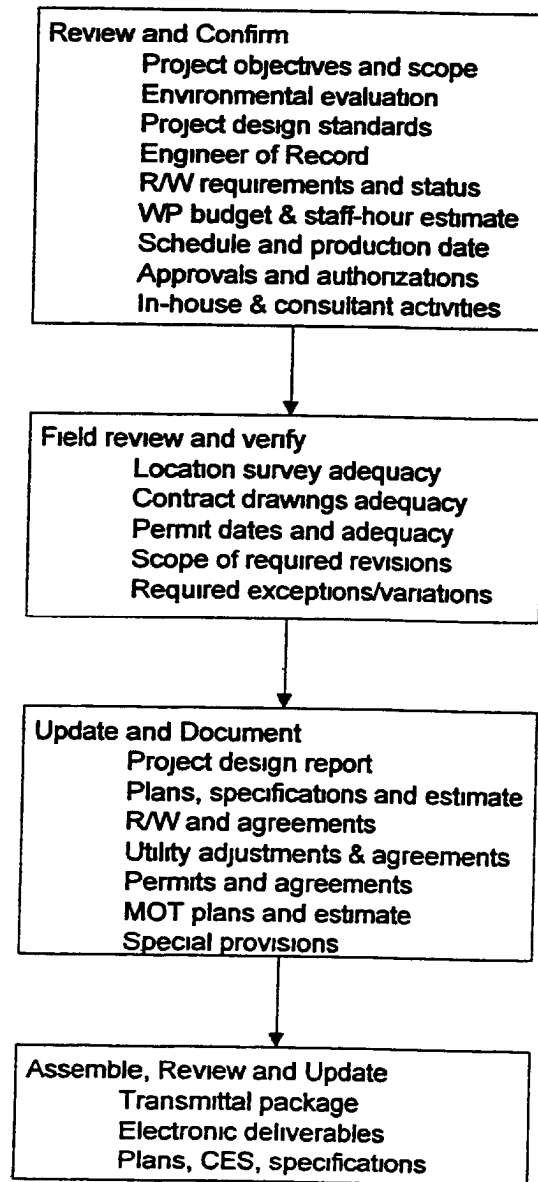 Review and Confirm
Project objectives and scope
Environmental evaluation
Project design standards
Engineer of Record
R/W requirements and status
WP budget & staff-hour estimate
Schedule and production date
Approvals and authorizations
In-house & consultant activities
Field review and verify
Location survey adequacy
Contract drawings adequacy
Permit dates and adequacy
Scope of required revisions
Required exceptions/variations
Update and Document
Project design report
Plans, specifications and estimate
R/W and agreements
Utility adjustments & agreements
Permits and agreements
MOT plans and estimate
Special provisions
Assemble, Review and Update
Transmittal package
Electronic deliverables
Plans, CES, specifications